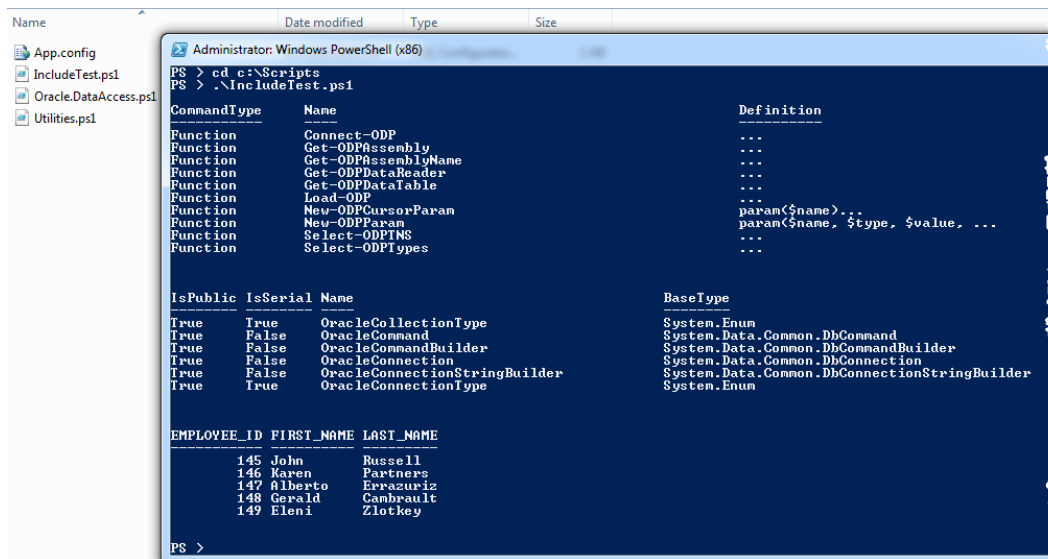 Name Date modified Type Size
App.config
IncludeTest.ps1
Oracle.DataAccess.ps1
Utilities.ps1
Administrator: Windows PowerShell (x86)
PS > cd c:\Scripts
PS > .\IncludeTest.ps1
CommandType Name Definition
----------- ---- ----------
Function Connect-ODP ...
Function Get-ODPAssembly ...
Function Get-ODPAssemblyName ...
Function Get-ODPDataReader ...
Function Get-ODPDataTable ...
Function Load-ODP ...
Function New-ODPCursorParam param($name)...
Function New-ODPParam param($name, $type, $value, ...
Function Select-ODPTNS ...
Function Select-ODPTypes ...
IsPublic IsSerial Name BaseType
-------- -------- ---- --------
True True OracleCollectionType System.Enum
True False OracleCommand System.Data.Common.DbCommand
True False OracleCommandBuilder System.Data.Common.DbCommandBuilder
True False OracleConnection System.Data.Common.DbConnection
True False OracleConnectionStringBuilder System.Data.Common.DbConnectionStringBuilder
True True OracleConnectionType System.Enum
EMPLOYEE_ID FIRST_NAME LAST_NAME
----------- ---------- ---------
145 John Russell
146 Karen Partners
147 Alberto Errazuriz
148 Gerald Cambrault
149 Eleni Zlotkey
PS >